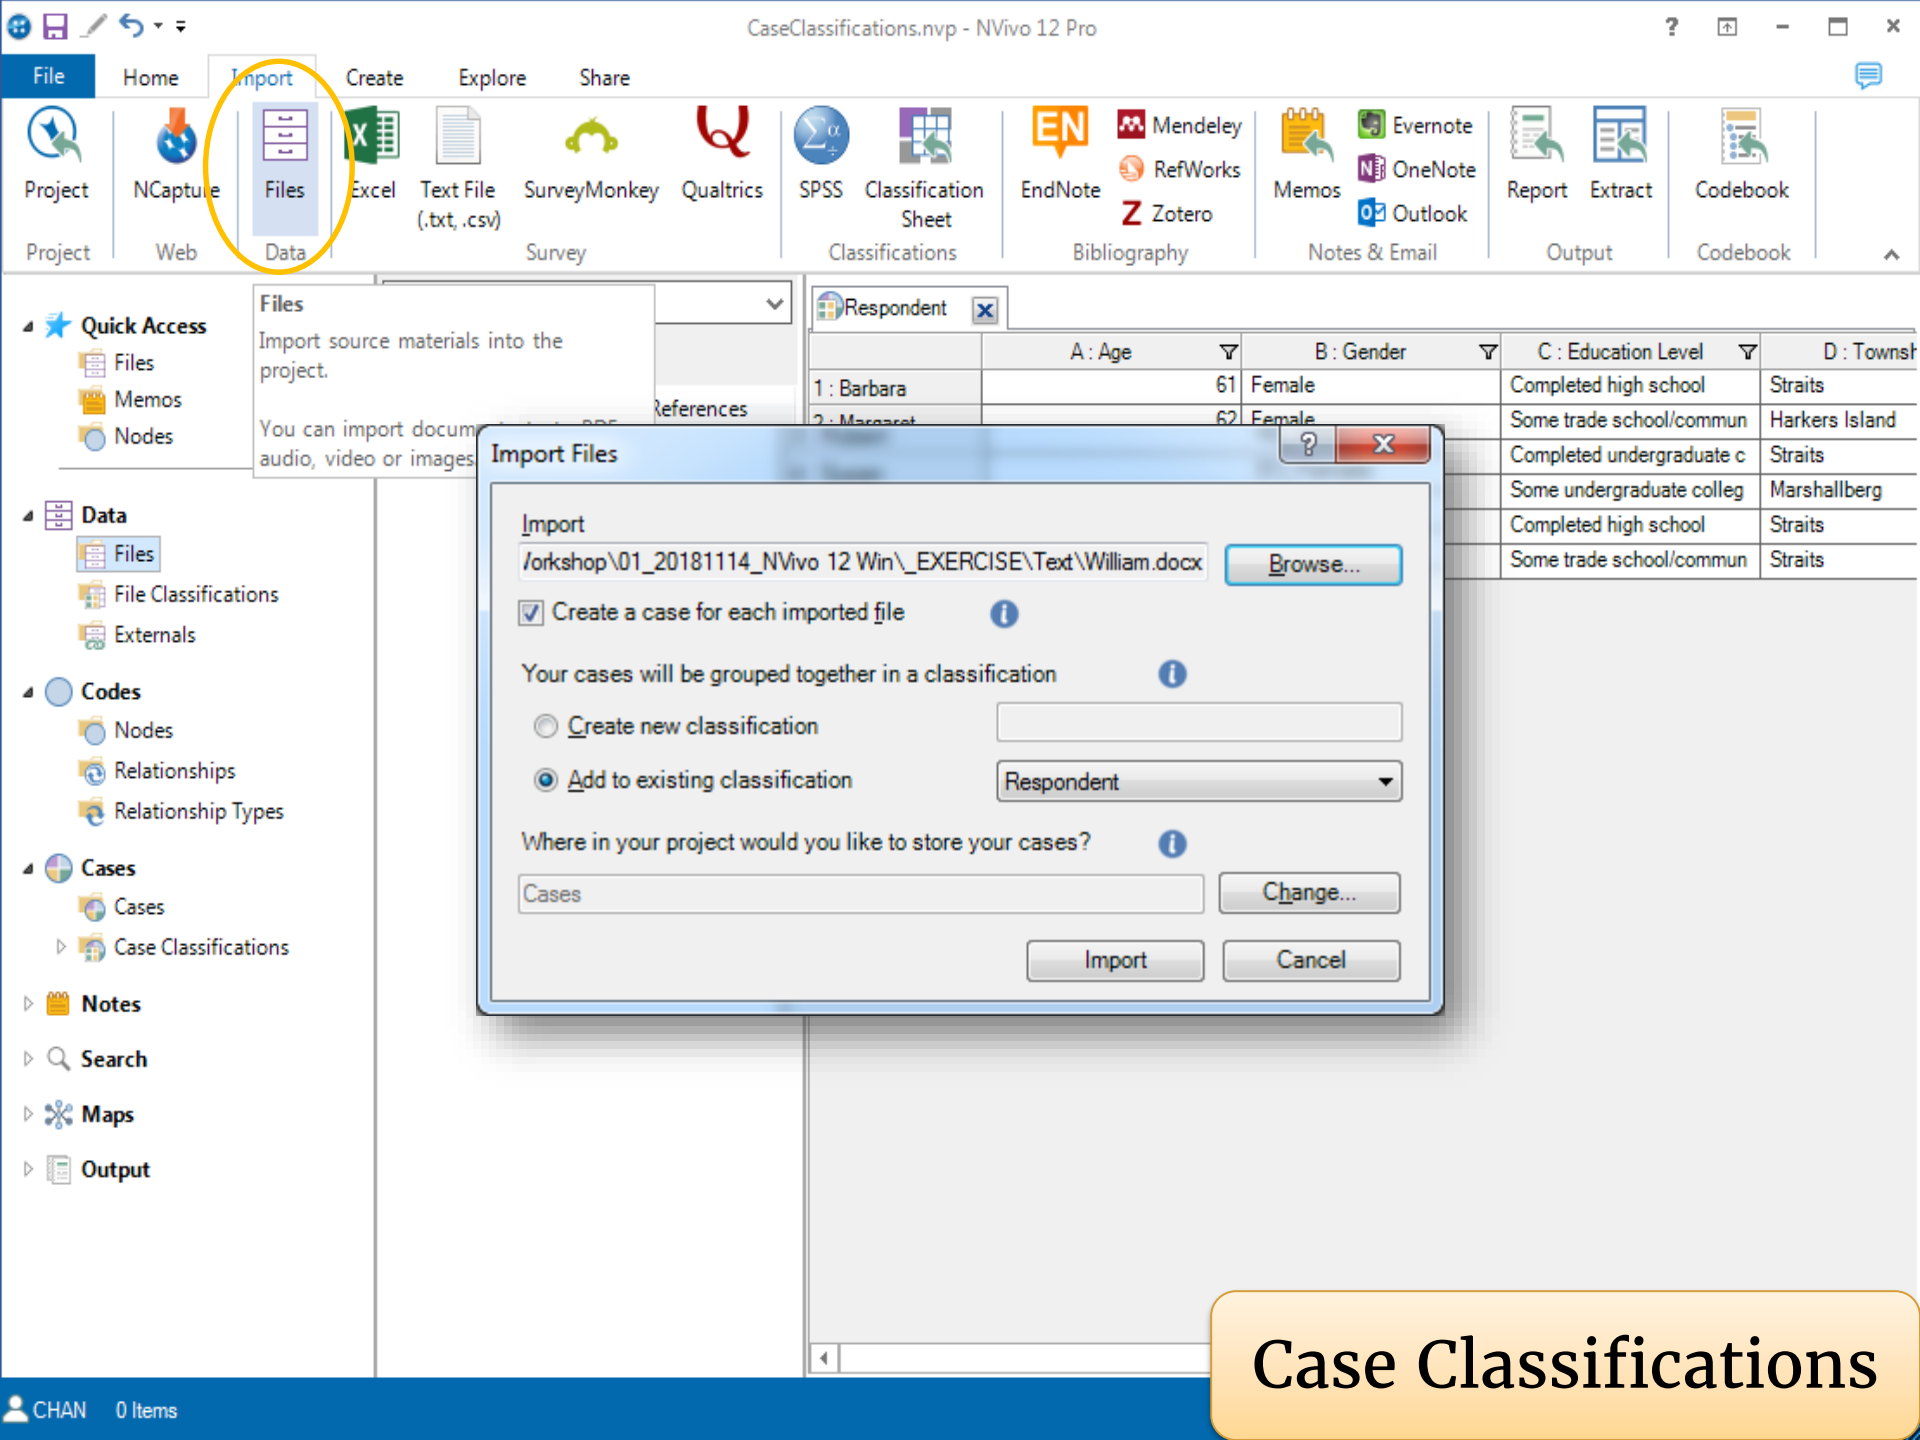 CaseClassifications.nvp - NVivo 12 Pro
File Home Import Create Explore Share
Project NCapture Files Excel Text File (.txt, .csv) SurveyMonkey Qualtrics SPSS Classification Sheet EndNote Mendeley RefWorks Zotero Memos Evernote OneNote Outlook Report Extract Codebook
Project Web Data Survey Classifications Bibliography Notes & Email Output Codebook
Quick Access
Files
Memos
Nodes
Data
Files
File Classifications
Externals
Codes
Nodes
Relationships
Relationship Types
Cases
Cases
Case Classifications
Notes
Search
Maps
Output
Files
Import source materials into the
project.
You can import docum
audio, video or images
References
Respondent
A : Age B : Gender C : Education Level D : Townsh
1 : Barbara 61 Female Completed high school Straits
2 : Margaret 62 Female Some trade school/commun Harkers Island
Completed undergraduate c Straits
Some undergraduate colleg Marshallberg
Completed high school Straits
Some trade school/commun Straits
Import Files
Import
/orkshop\01_20181114_NVivo 12 Win\_EXERCISE\Text\William.docx Browse...
Create a case for each imported file
Your cases will be grouped together in a classification
Create new classification
Add to existing classification Respondent
Where in your project would you like to store your cases?
Cases Change...
Import Cancel
Case Classifications
CHAN 0 Items